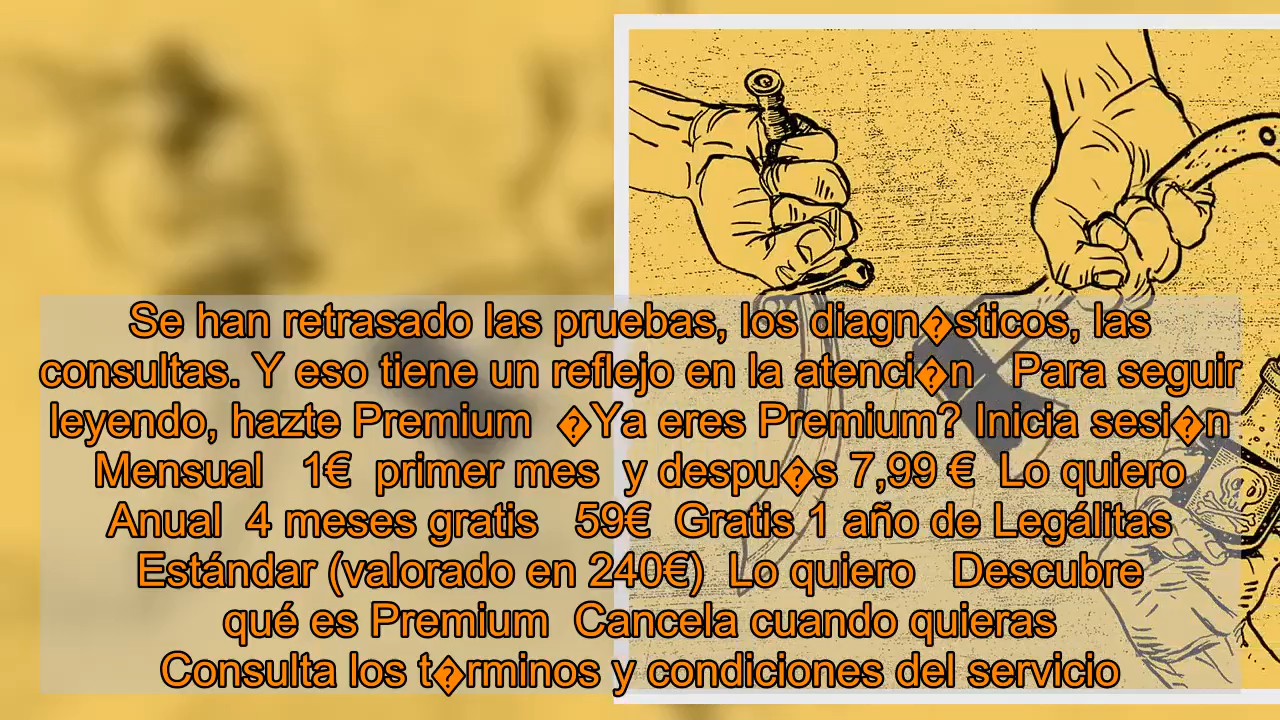 Se han retrasado las pruebas, los diagn�sticos, las
consultas. Y eso tiene un reflejo en la atenci�n Para seguir
leyendo, hazte Premium �Ya eres Premium? Inicia sesi�n
Mensual 1€ primer mes y despu�s 7,99 € Lo quiero
Anual 4 meses gratis 59€ Gratis 1 año de Legálitas
Estándar (valorado en 240€) Lo quiero Descubre
qué es Premium Cancela cuando quieras
Consulta los t�rminos y condiciones del servicio